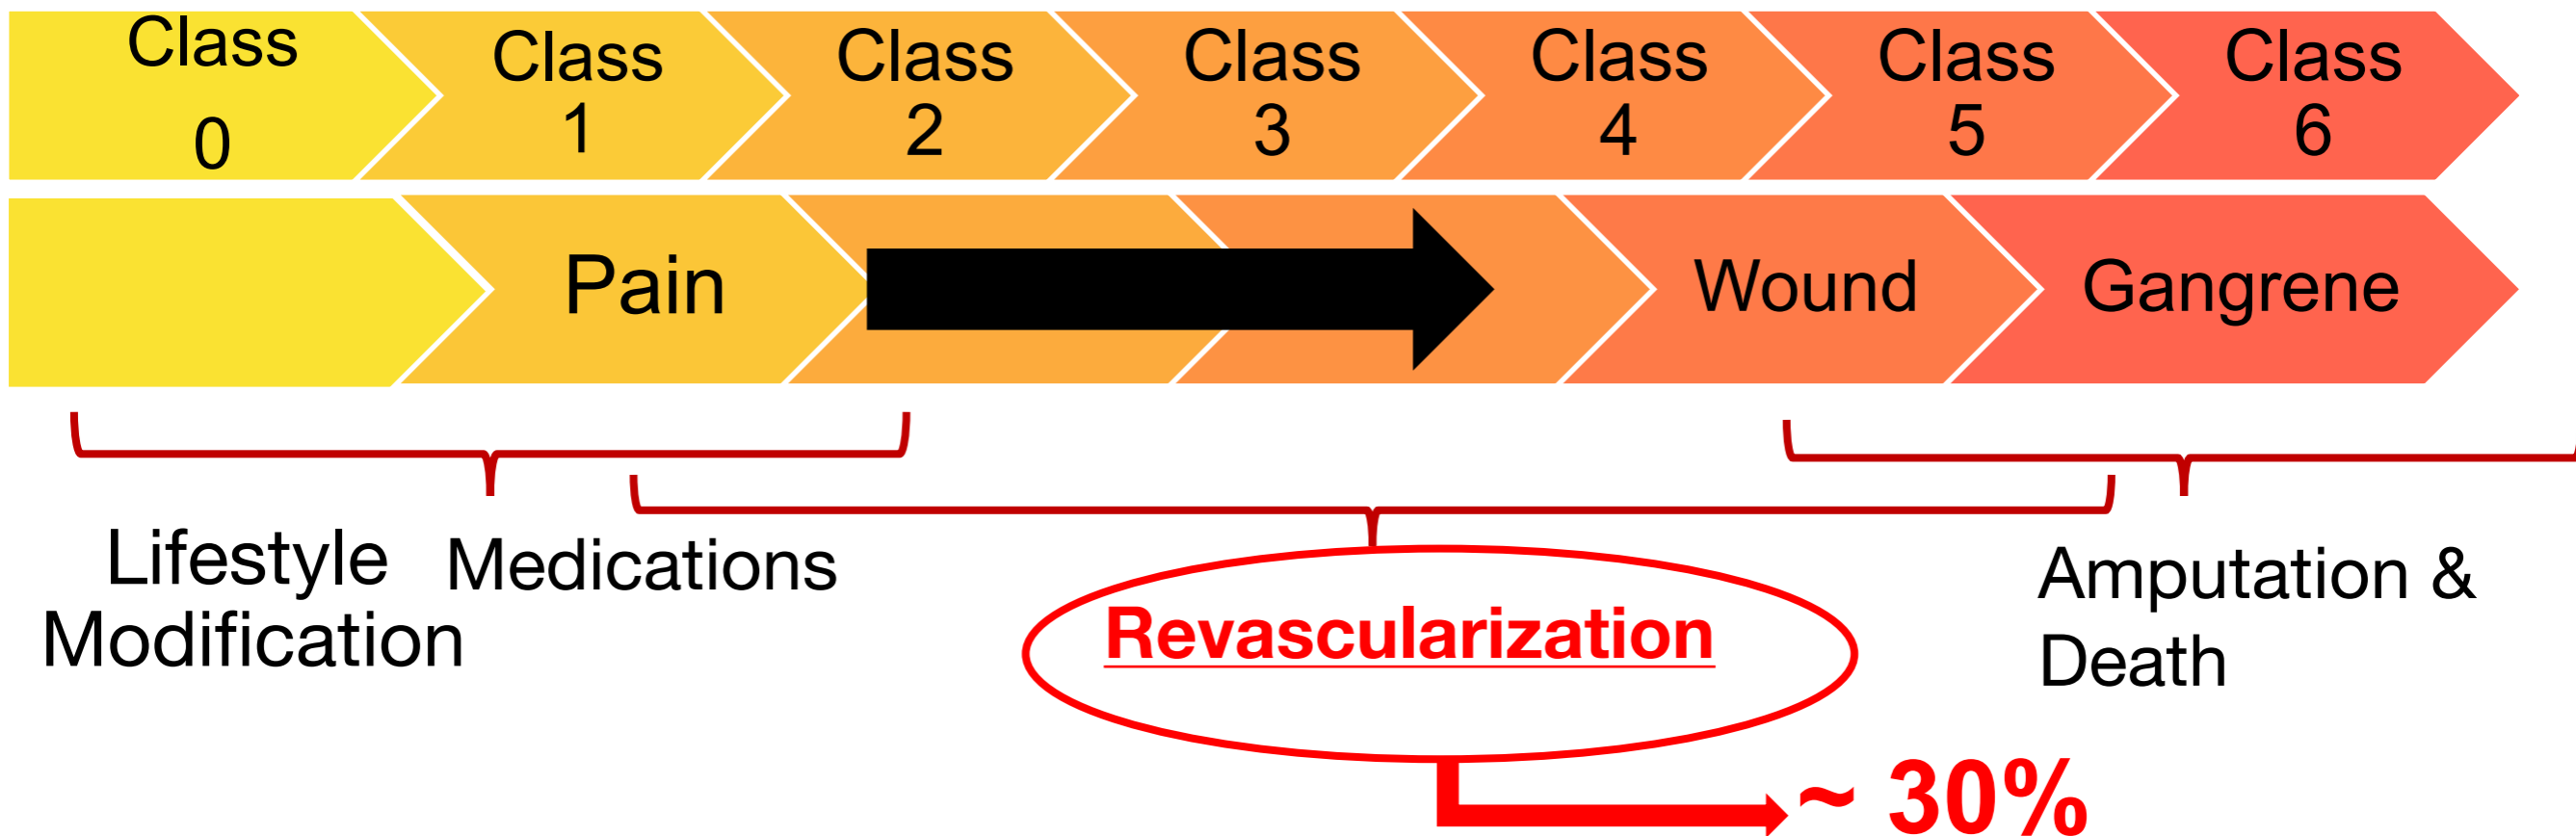 Class
0
Class
1
Class
2
Class
3
Class
4
Class
5
Class
6
Pain
Wound
Gangrene
Lifestyle
Modification
Medications
Revascularization
Amputation &
Death
~ 30%